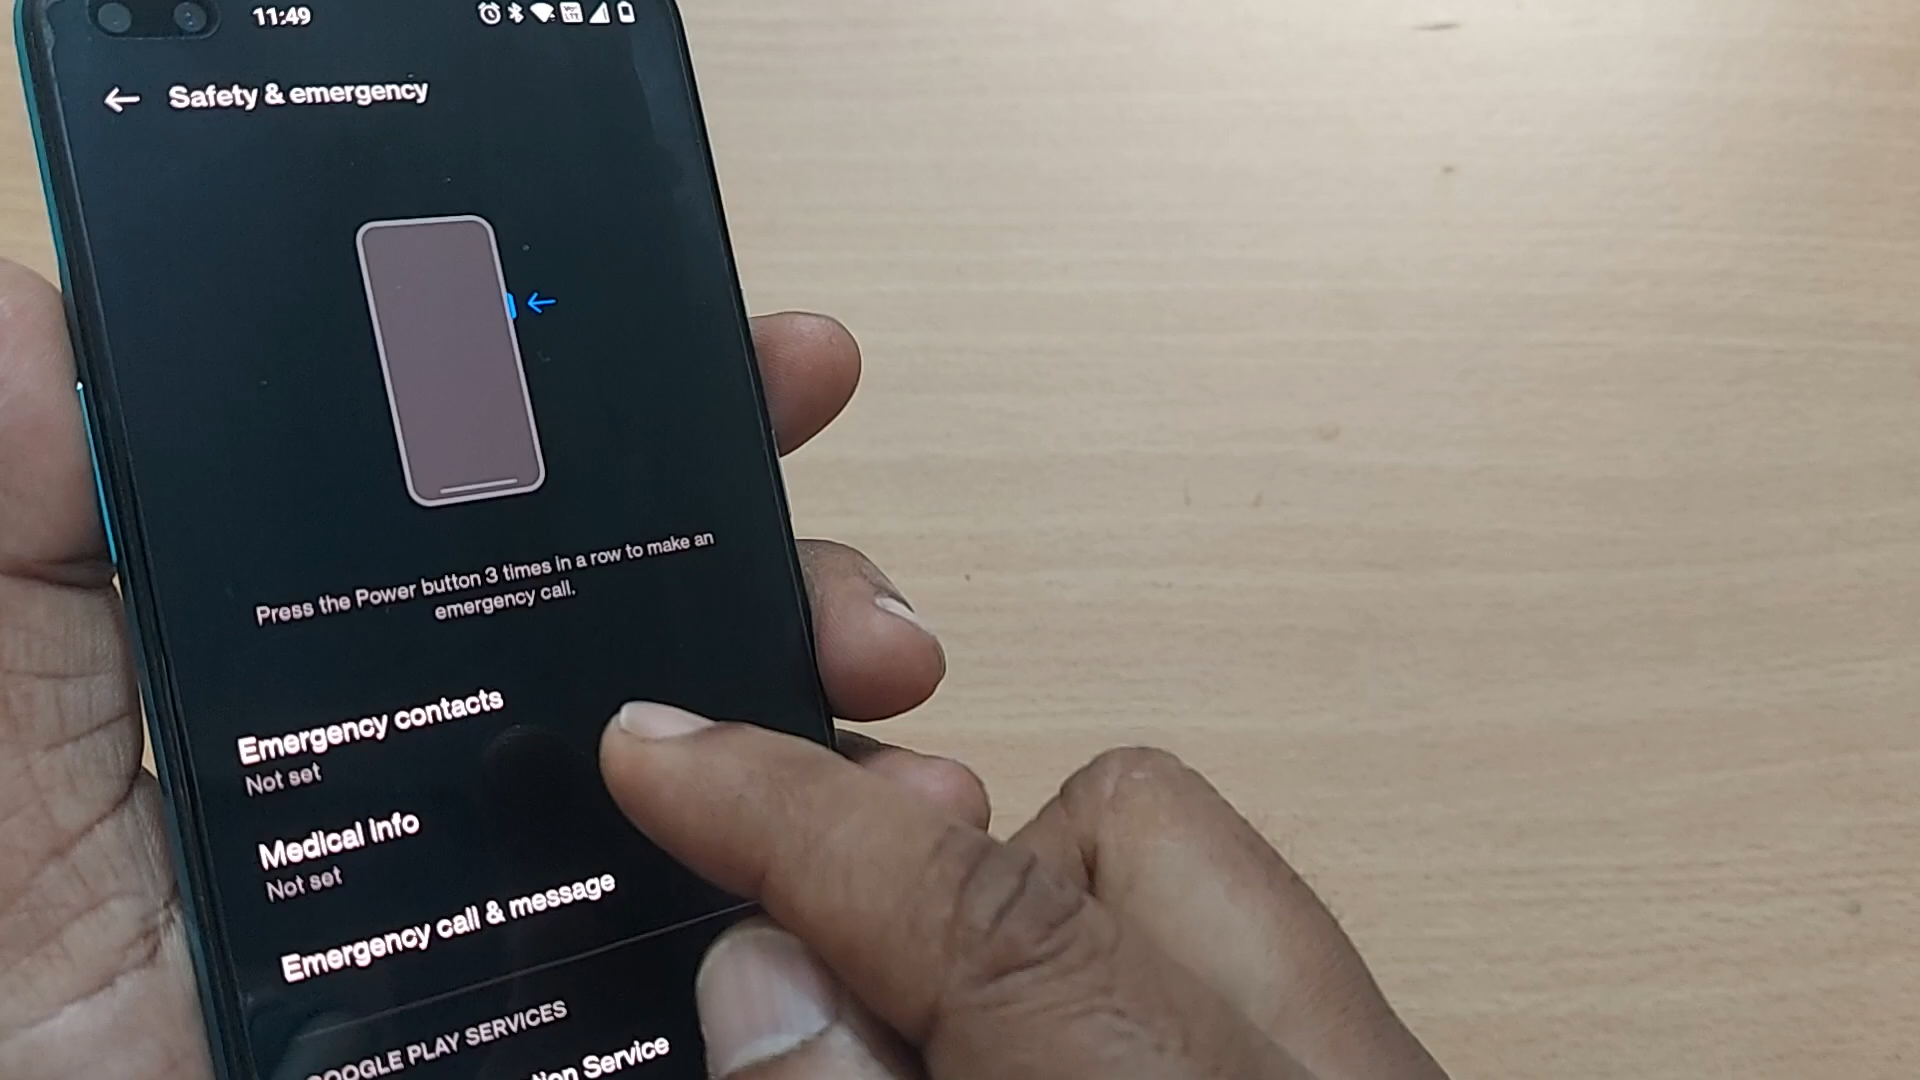 11:49
Safety & emergency
Press the Power button 3 times in a row to make an
emergency call.
Emergency contacts
Not set
Medical info
Not set
Emergency call & message
GOOGLE PLAY SERVICES
Service